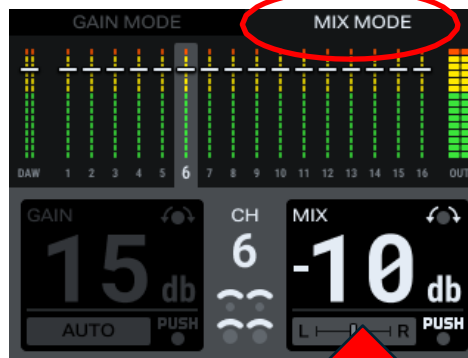 GAIN MODE MIX MODE
DAW 1 2 3 4 5 6 7 8 9 10 11 12 13 14 15 16 OUT
GAIN CH MIX
15 db 6 -10 db
AUTO PUSH L R PUSH